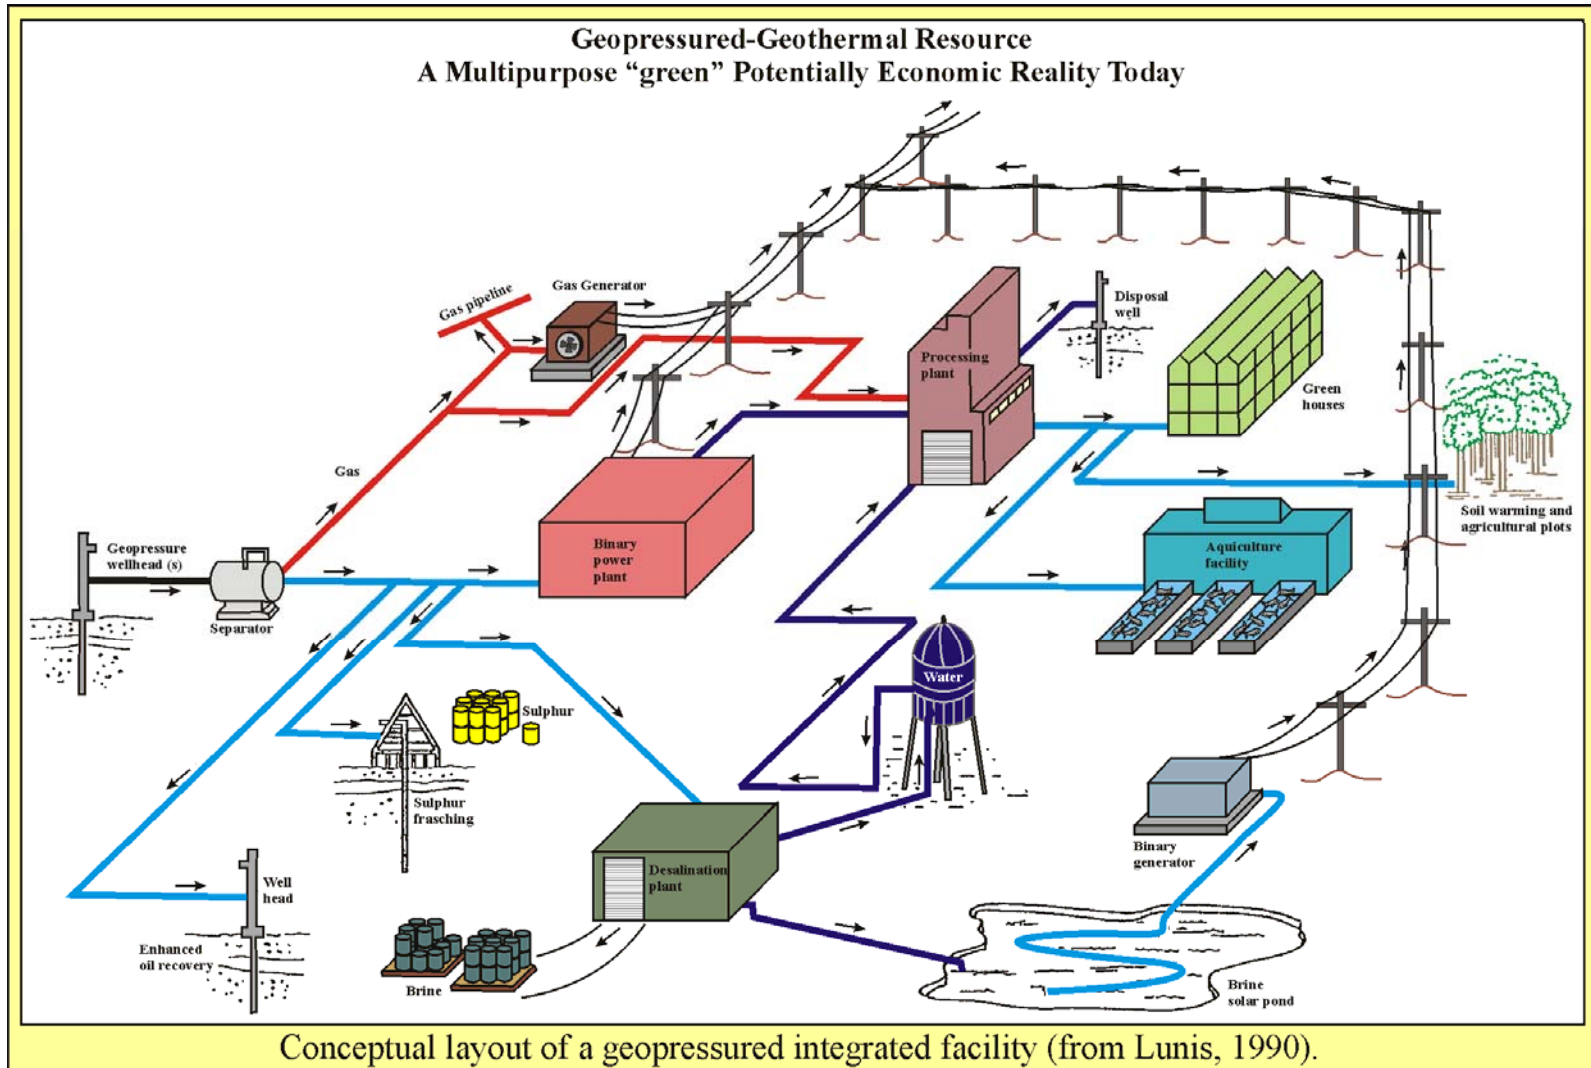 Geopressured-Geothermal Resource
A Multipurpose “green” Potentially Economic Reality Today
Gas pipeline
Gas Generator
Disposal
well
Processing
plant
Green
houses
Gas
Soil warming and
agricultural plots
Geopressure
wellhead (s)
Binary
power
plant
Aquiculture
facility
Separator
Water
Sulphur
Sulphur
frasching
Binary
generator
Desalination
plant
Well
head
Enhanced
oil recovery
Brine
Brine
solar pond
Conceptual layout of a geopressured integrated facility (from Lunis, 1990).